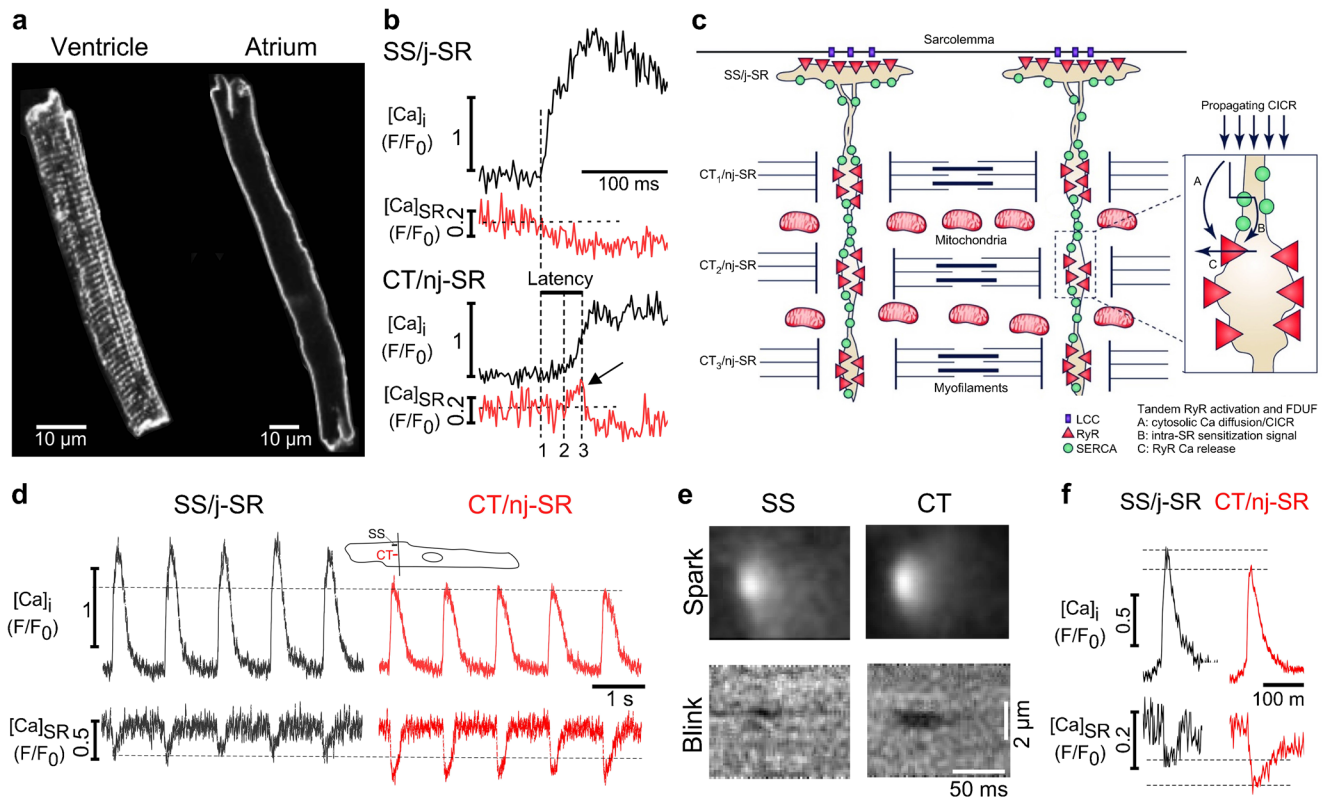 a
Ventricle
Atrium
10 µm
10 µm
b
SS/j-SR
[Ca]i
(F/F0)
1
100 ms
[Ca]SR
(F/F0)
0.2
CT/nj-SR
Latency
[Ca]i
(F/F0)
1
[Ca]SR
(F/F0)
0.2
1 2 3
c
Sarcolemma
SS/j-SR
Propagating CICR
CT1/nj-SR
A
B
C
Mitochondria
CT2/nj-SR
CT3/nj-SR
Myofilaments
LCC
RyR
SERCA
Tandem RyR activation and FDUF
A: cytosolic Ca diffusion/CICR
B: intra-SR sensitization signal
C: RyR Ca release
d
SS/j-SR
CT/nj-SR
SS
CT
[Ca]i
(F/F0)
1
1 s
[Ca]SR
(F/F0)
0.5
e
SS
CT
Spark
Blink
2 µm
50 ms
f
SS/j-SR
CT/nj-SR
[Ca]i
(F/F0)
0.5
100 m
[Ca]SR
(F/F0)
0.2